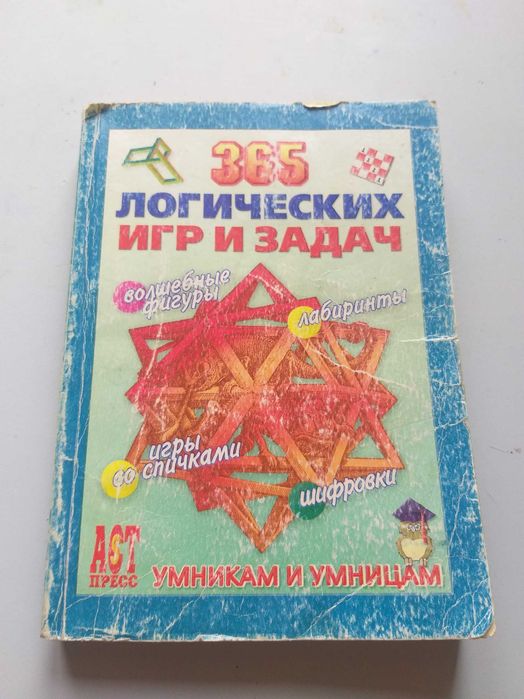 365
ЛОГИЧЕСКИХ
ИГР И ЗАДАЧ
волшебные
фигуры
лабиринты
игры
со спичками
шифровки
АСТ
ПРЕСС
УМНИКАМ И УМНИЦАМ